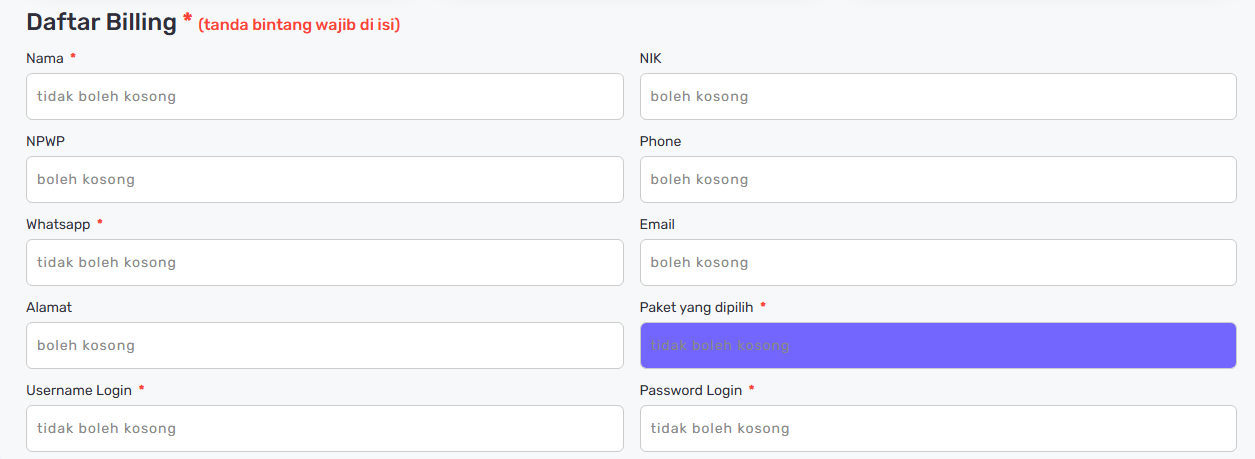 Daftar Billing * (tanda bintang wajib di isi)
Nama *
NIK
tidak boleh kosong
boleh kosong
NPWP
Phone
boleh kosong
boleh kosong
Whatsapp *
Email
tidak boleh kosong
boleh kosong
Alamat
Paket yang dipilih *
boleh kosong
tidak boleh kosong
Username Login *
Password Login *
tidak boleh kosong
tidak boleh kosong